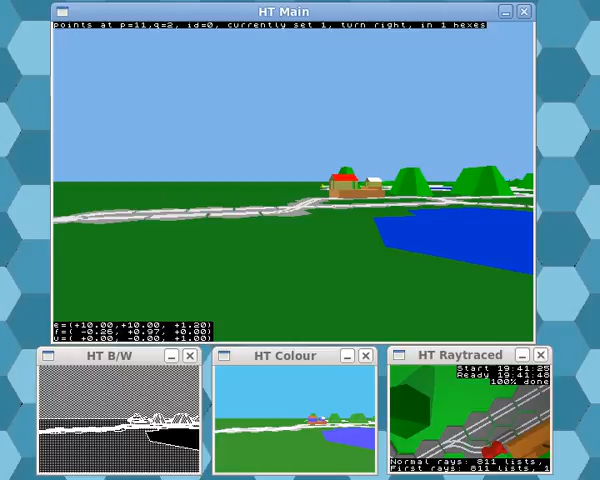 HT Main
points at p=11,q=2, id=0, currently set 1, turn right, in 1 hexes
e=(+10.00,+10.00, +1.20)
f=( -0.26, +0.97, +0.00)
u=( +0.00, -0.00, +1.00)
HT B/W
HT Colour
HT Raytraced
Start 19:41:25
Ready 19:41:48
100% done
Normal rays: 811 lists,
First rays: 811 lists, 1